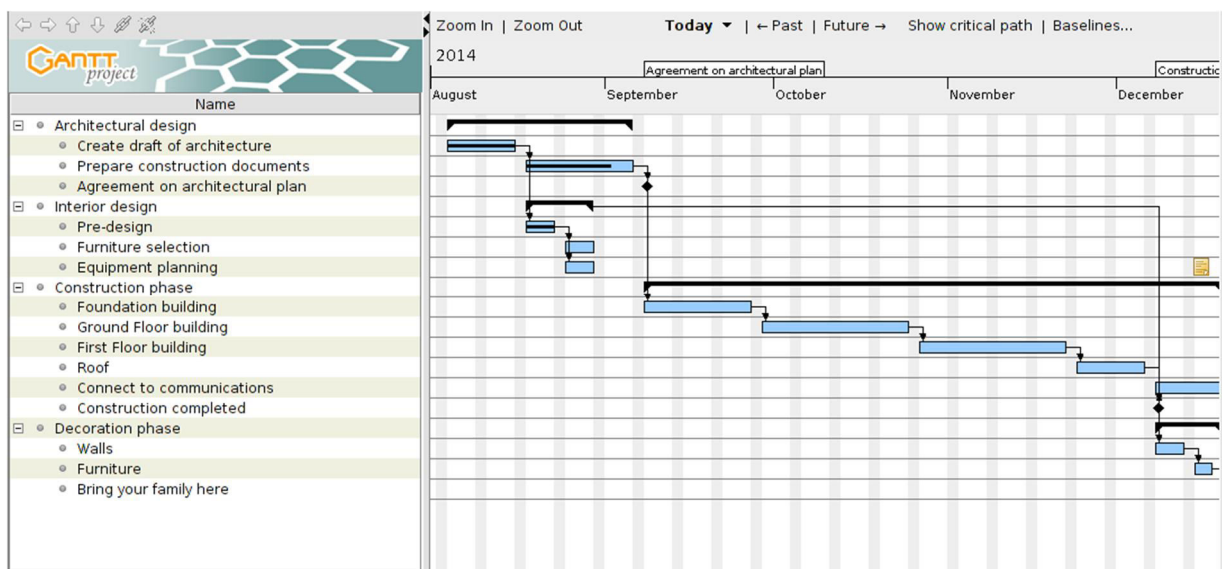 Zoom In | Zoom Out Today ▼ | ← Past | Future → Show critical path | Baselines...
GANTT project
2014
Agreement on architectural plan
Constructic
Name
August September October November December
Architectural design
Create draft of architecture
Prepare construction documents
Agreement on architectural plan
Interior design
Pre-design
Furniture selection
Equipment planning
Construction phase
Foundation building
Ground Floor building
First Floor building
Roof
Connect to communications
Construction completed
Decoration phase
Walls
Furniture
Bring your family here